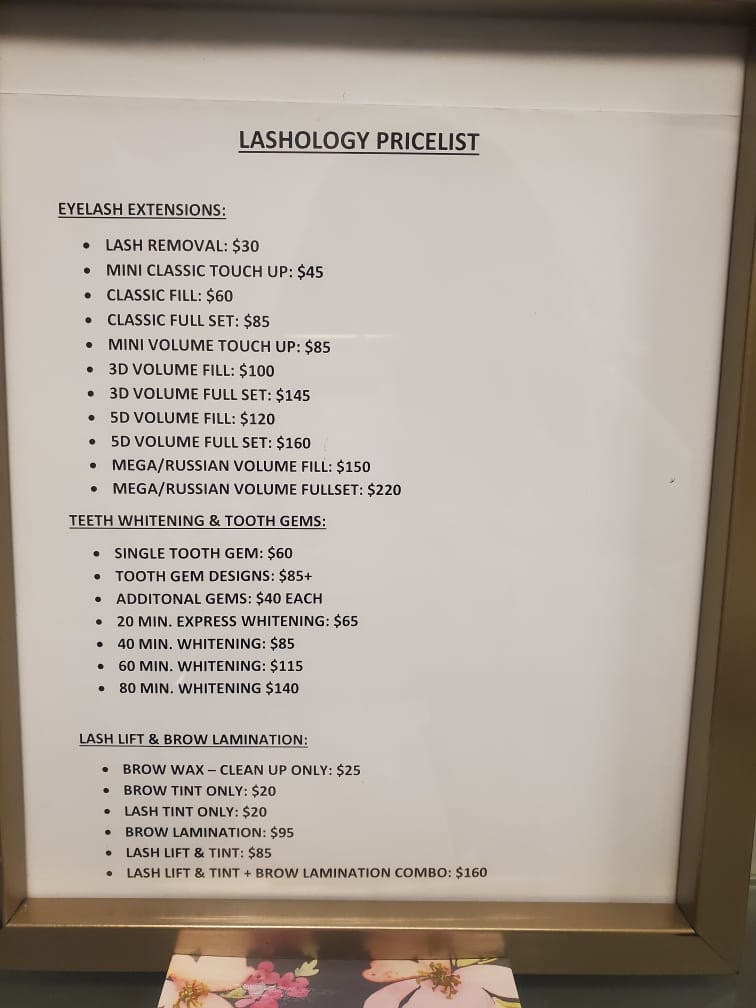 LASHOLOGY PRICELIST
EYELASH EXTENSIONS:
• LASH REMOVAL: $30
• MINI CLASSIC TOUCH UP: $45
• CLASSIC FILL: $60
• CLASSIC FULL SET: $85
• MINI VOLUME TOUCH UP: $85
• 3D VOLUME FILL: $100
• 3D VOLUME FULL SET: $145
• 5D VOLUME FILL: $120
• 5D VOLUME FULL SET: $160
• MEGA/RUSSIAN VOLUME FILL: $150
• MEGA/RUSSIAN VOLUME FULLSET: $220
TEETH WHITENING & TOOTH GEMS:
• SINGLE TOOTH GEM: $60
• TOOTH GEM DESIGNS: $85+
• ADDITONAL GEMS: $40 EACH
• 20 MIN. EXPRESS WHITENING: $65
• 40 MIN. WHITENING: $85
• 60 MIN. WHITENING: $115
• 80 MIN. WHITENING $140
LASH LIFT & BROW LAMINATION:
• BROW WAX – CLEAN UP ONLY: $25
• BROW TINT ONLY: $20
• LASH TINT ONLY: $20
• BROW LAMINATION: $95
• LASH LIFT & TINT: $85
• LASH LIFT & TINT + BROW LAMINATION COMBO: $160